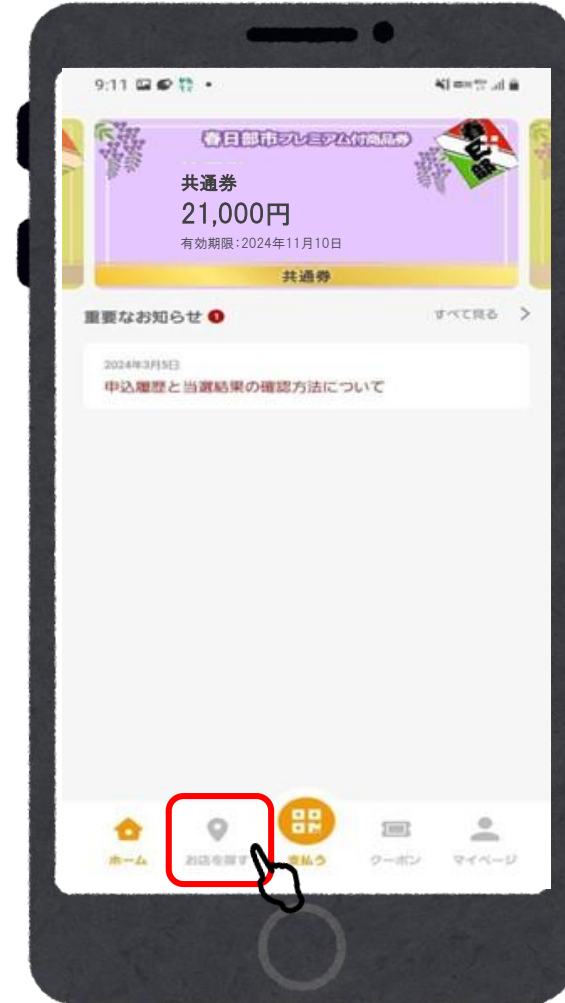 9:11
春日部市プレミアム付商品券
共通券
21,000円
有効期限:2024年11月10日
共通券
重要なお知らせ 1
すべて見る
2024年3月5日
申込履歴と当選結果の確認方法について
ホーム
お店を探す
支払う
クーポン
マイページ